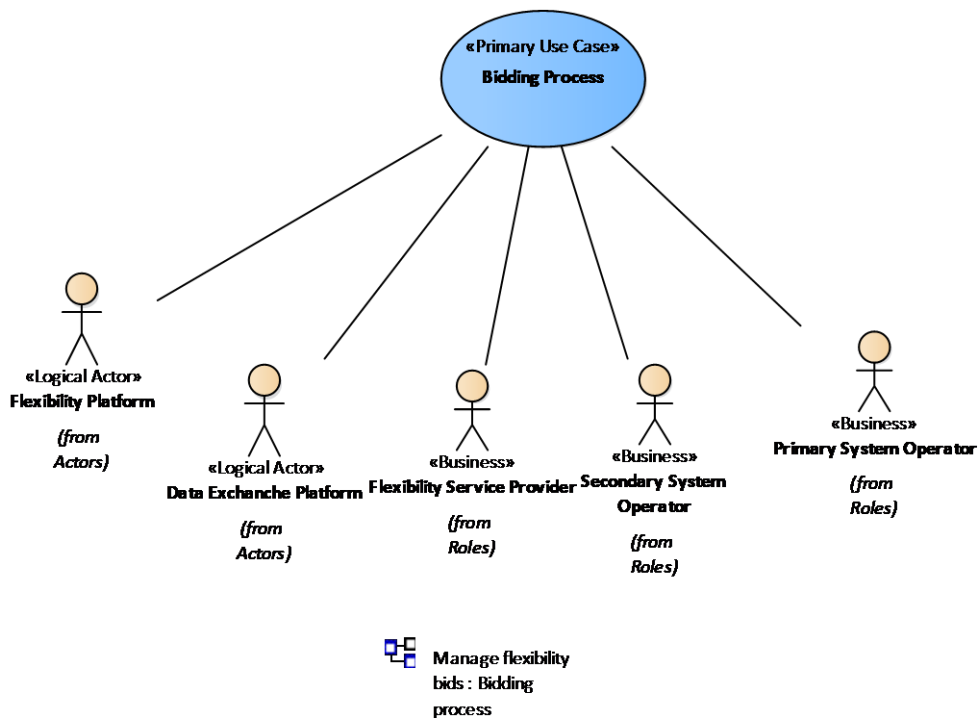 «Primary Use Case»
Bidding Process
«Logical Actor»
Flexibility Platform
(from
Actors)
«Logical Actor»
Data Exchanche Platform
(from
Actors)
«Business»
Flexibility Service Provider
(from
Roles)
«Business»
Secondary System
Operator
(from
Roles)
«Business»
Primary System Operator
(from
Roles)
Manage flexibility
bids : Bidding
process